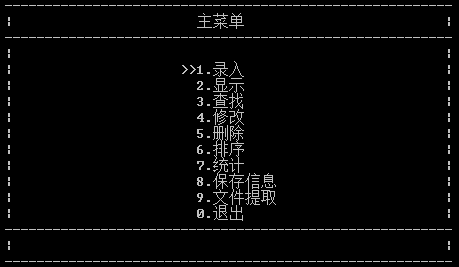 主菜单
>>1.录入
2.显示
3.查找
4.修改
5.删除
6.排序
7.统计
8.保存信息
9.文件提取
0.退出